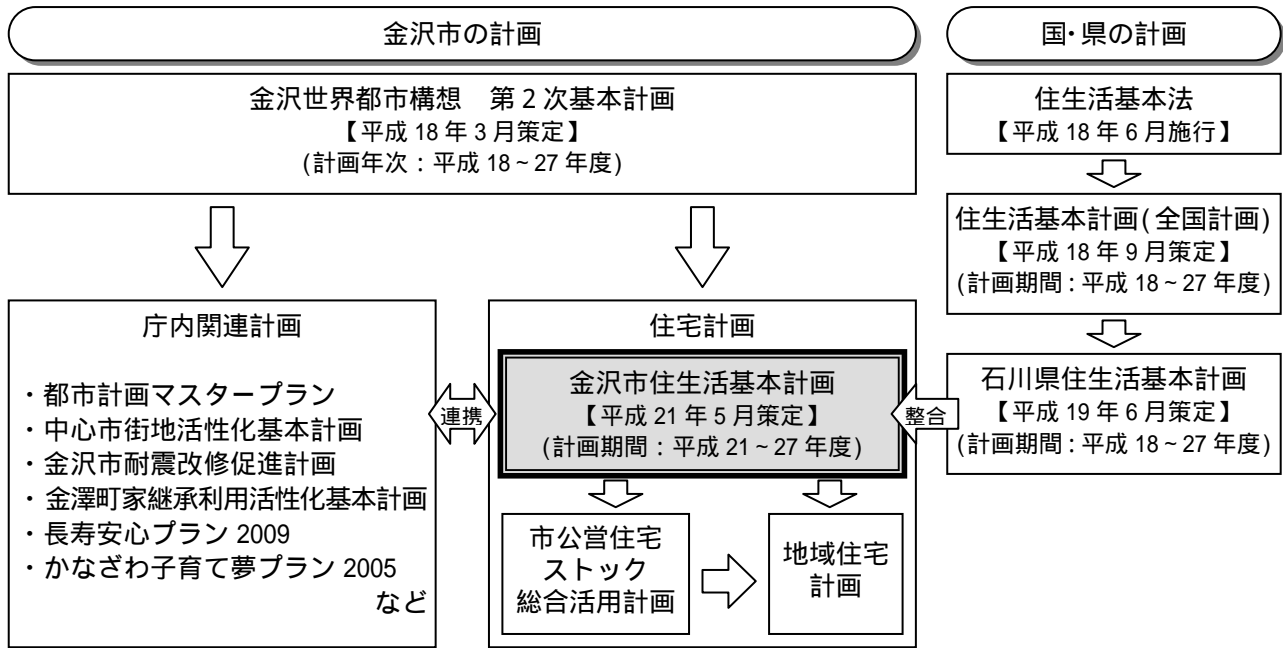 金沢市の計画
金沢世界都市構想　第２次基本計画
【平成 18 年 3 月策定】
(計画年次：平成 18～27 年度)
庁内関連計画
・都市計画マスタープラン
・中心市街地活性化基本計画
・金沢市耐震改修促進計画
・金澤町家継承利用活性化基本計画
・長寿安心プラン 2009
・かなざわ子育て夢プラン 2005
など
連携
住宅計画
金沢市住生活基本計画
【平成 21 年 5 月策定】
(計画期間：平成 21～27 年度)
市公営住宅
ストック
総合活用計画
地域住宅
計画
整合
国・県の計画
住生活基本法
【平成 18 年 6 月施行】
住生活基本計画(全国計画)
【平成 18 年 9 月策定】
(計画期間：平成 18～27 年度)
石川県住生活基本計画
【平成 19 年 6 月策定】
(計画期間：平成 18～27 年度)